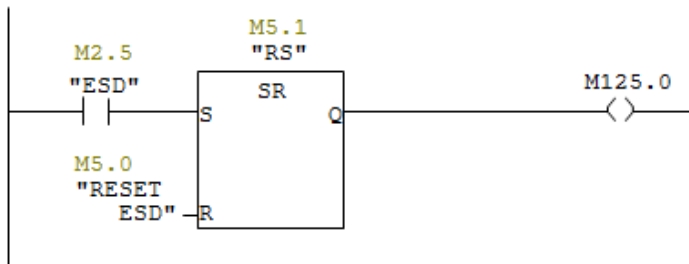 M5.1
"RS"
M2.5
"ESD"
SR
M125.0
S
Q
M5.0
"RESET
ESD"
R